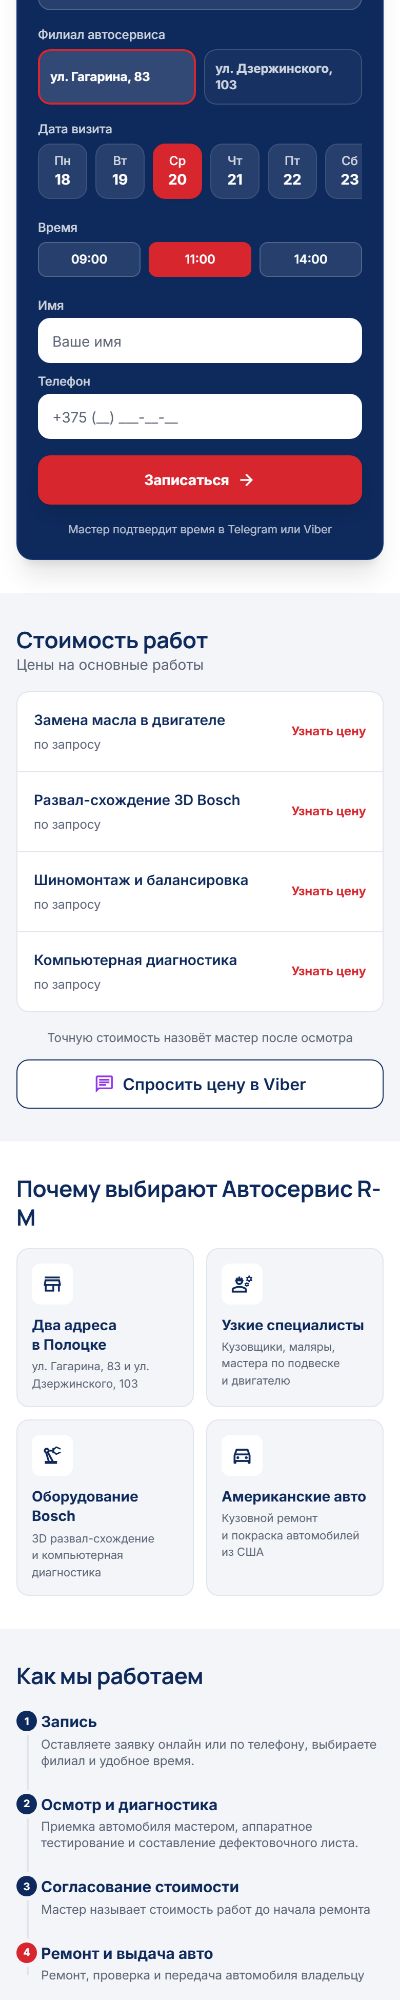 Филиал автосервиса
ул. Гагарина, 83
ул. Дзержинского,
103
Дата визита
Пн Вт Ср Чт Пт Сб
18 19 20 21 22 23
Время
09:00 11:00 14:00
Имя
Ваше имя
Телефон
+375 (__) ___-__-__
Записаться →
Мастер подтвердит время в Telegram или Viber
Стоимость работ
Цены на основные работы
Замена масла в двигателе
по запросу
Узнать цену
Развал-схождение 3D Bosch
по запросу
Узнать цену
Шиномонтаж и балансировка
по запросу
Узнать цену
Компьютерная диагностика
по запросу
Узнать цену
Точную стоимость назовёт мастер после осмотра
Спросить цену в Viber
Почему выбирают Автосервис R-
М
Два адреса
в Полоцке
ул. Гагарина, 83 и ул.
Дзержинского, 103
Узкие специалисты
Кузовщики, маляры,
мастера по подвеске
и двигателю
Оборудование
Bosch
3D развал-схождение
и компьютерная
диагностика
Американские авто
Кузовной ремонт
и покраска автомобилей
из США
Как мы работаем
1 Запись
Оставляете заявку онлайн или по телефону, выбираете
филиал и удобное время.
2 Осмотр и диагностика
Приемка автомобиля мастером, аппаратное
тестирование и составление дефектовочного листа.
3 Согласование стоимости
Мастер называет стоимость работ до начала ремонта
4 Ремонт и выдача авто
Ремонт, проверка и передача автомобиля владельцу